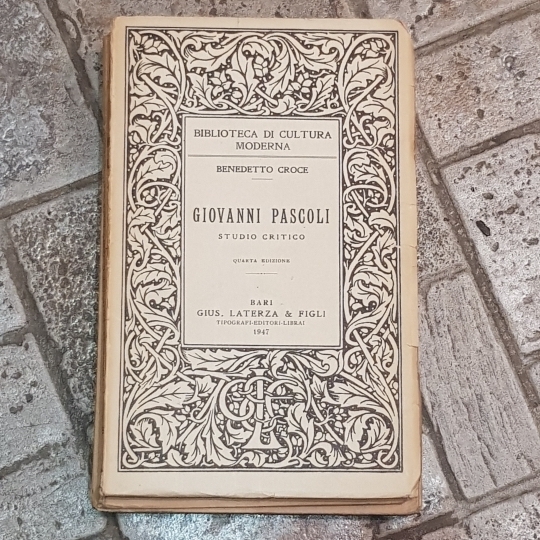 BIBLIOTECA DI CULTURA
MODERNA
BENEDETTO CROCE
GIOVANNI PASCOLI
STUDIO CRITICO
QUARTA EDIZIONE
BARI
GIUS. LATERZA & FIGLI
TIPOGRAFI-EDITORI-LIBRAI
1947